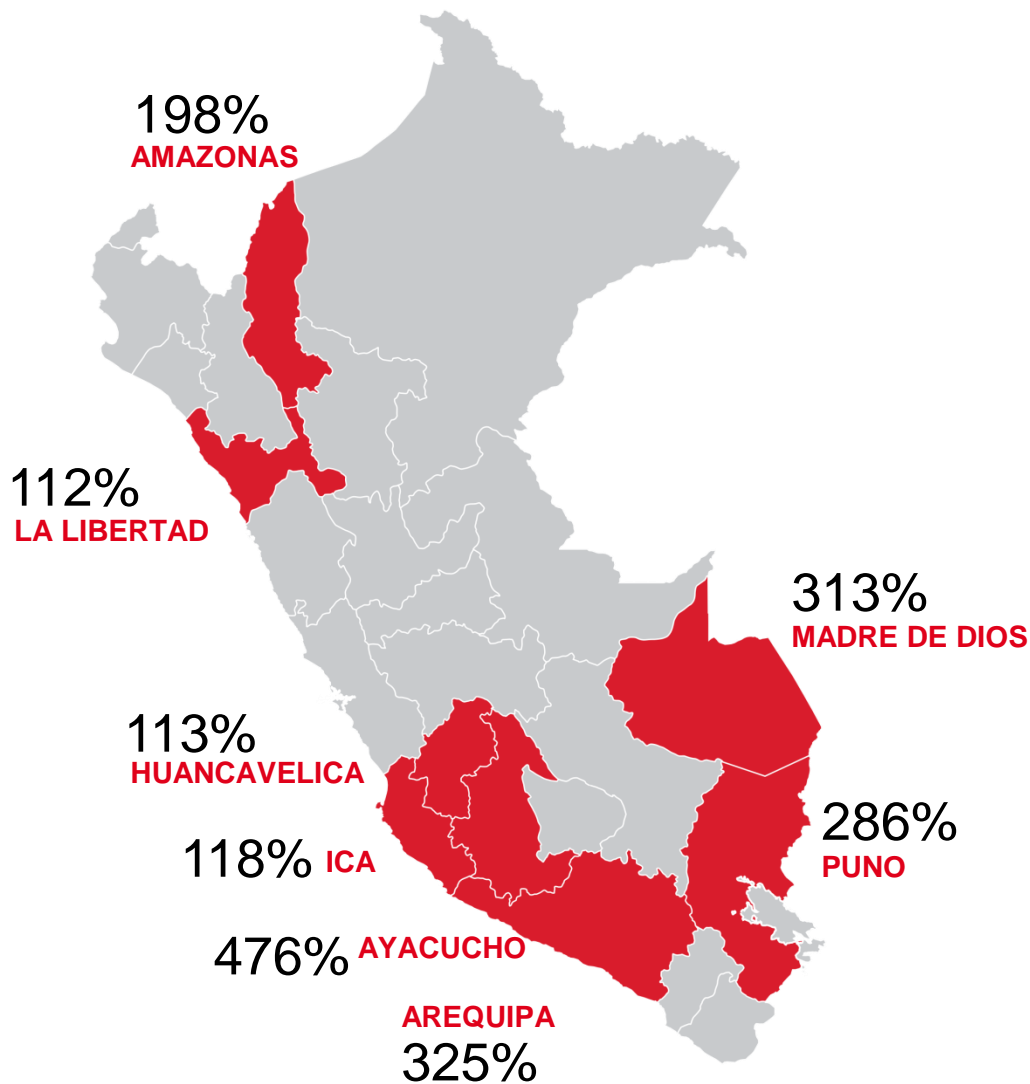 198%
AMAZONAS
112%
LA LIBERTAD
313%
MADRE DE DIOS
113%
HUANCAVELICA
286%
PUNO
118% ICA
476% AYACUCHO
AREQUIPA
325%